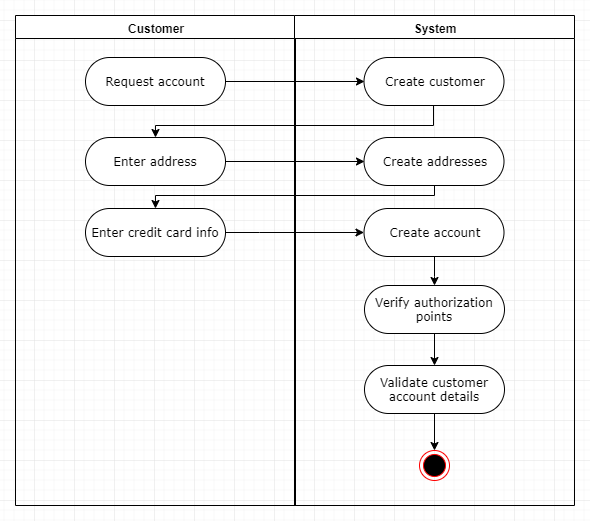 Customer
System
Request account
Create customer
Enter address
Create addresses
Enter credit card info
Create account
Verify authorization
points
Validate customer
account details